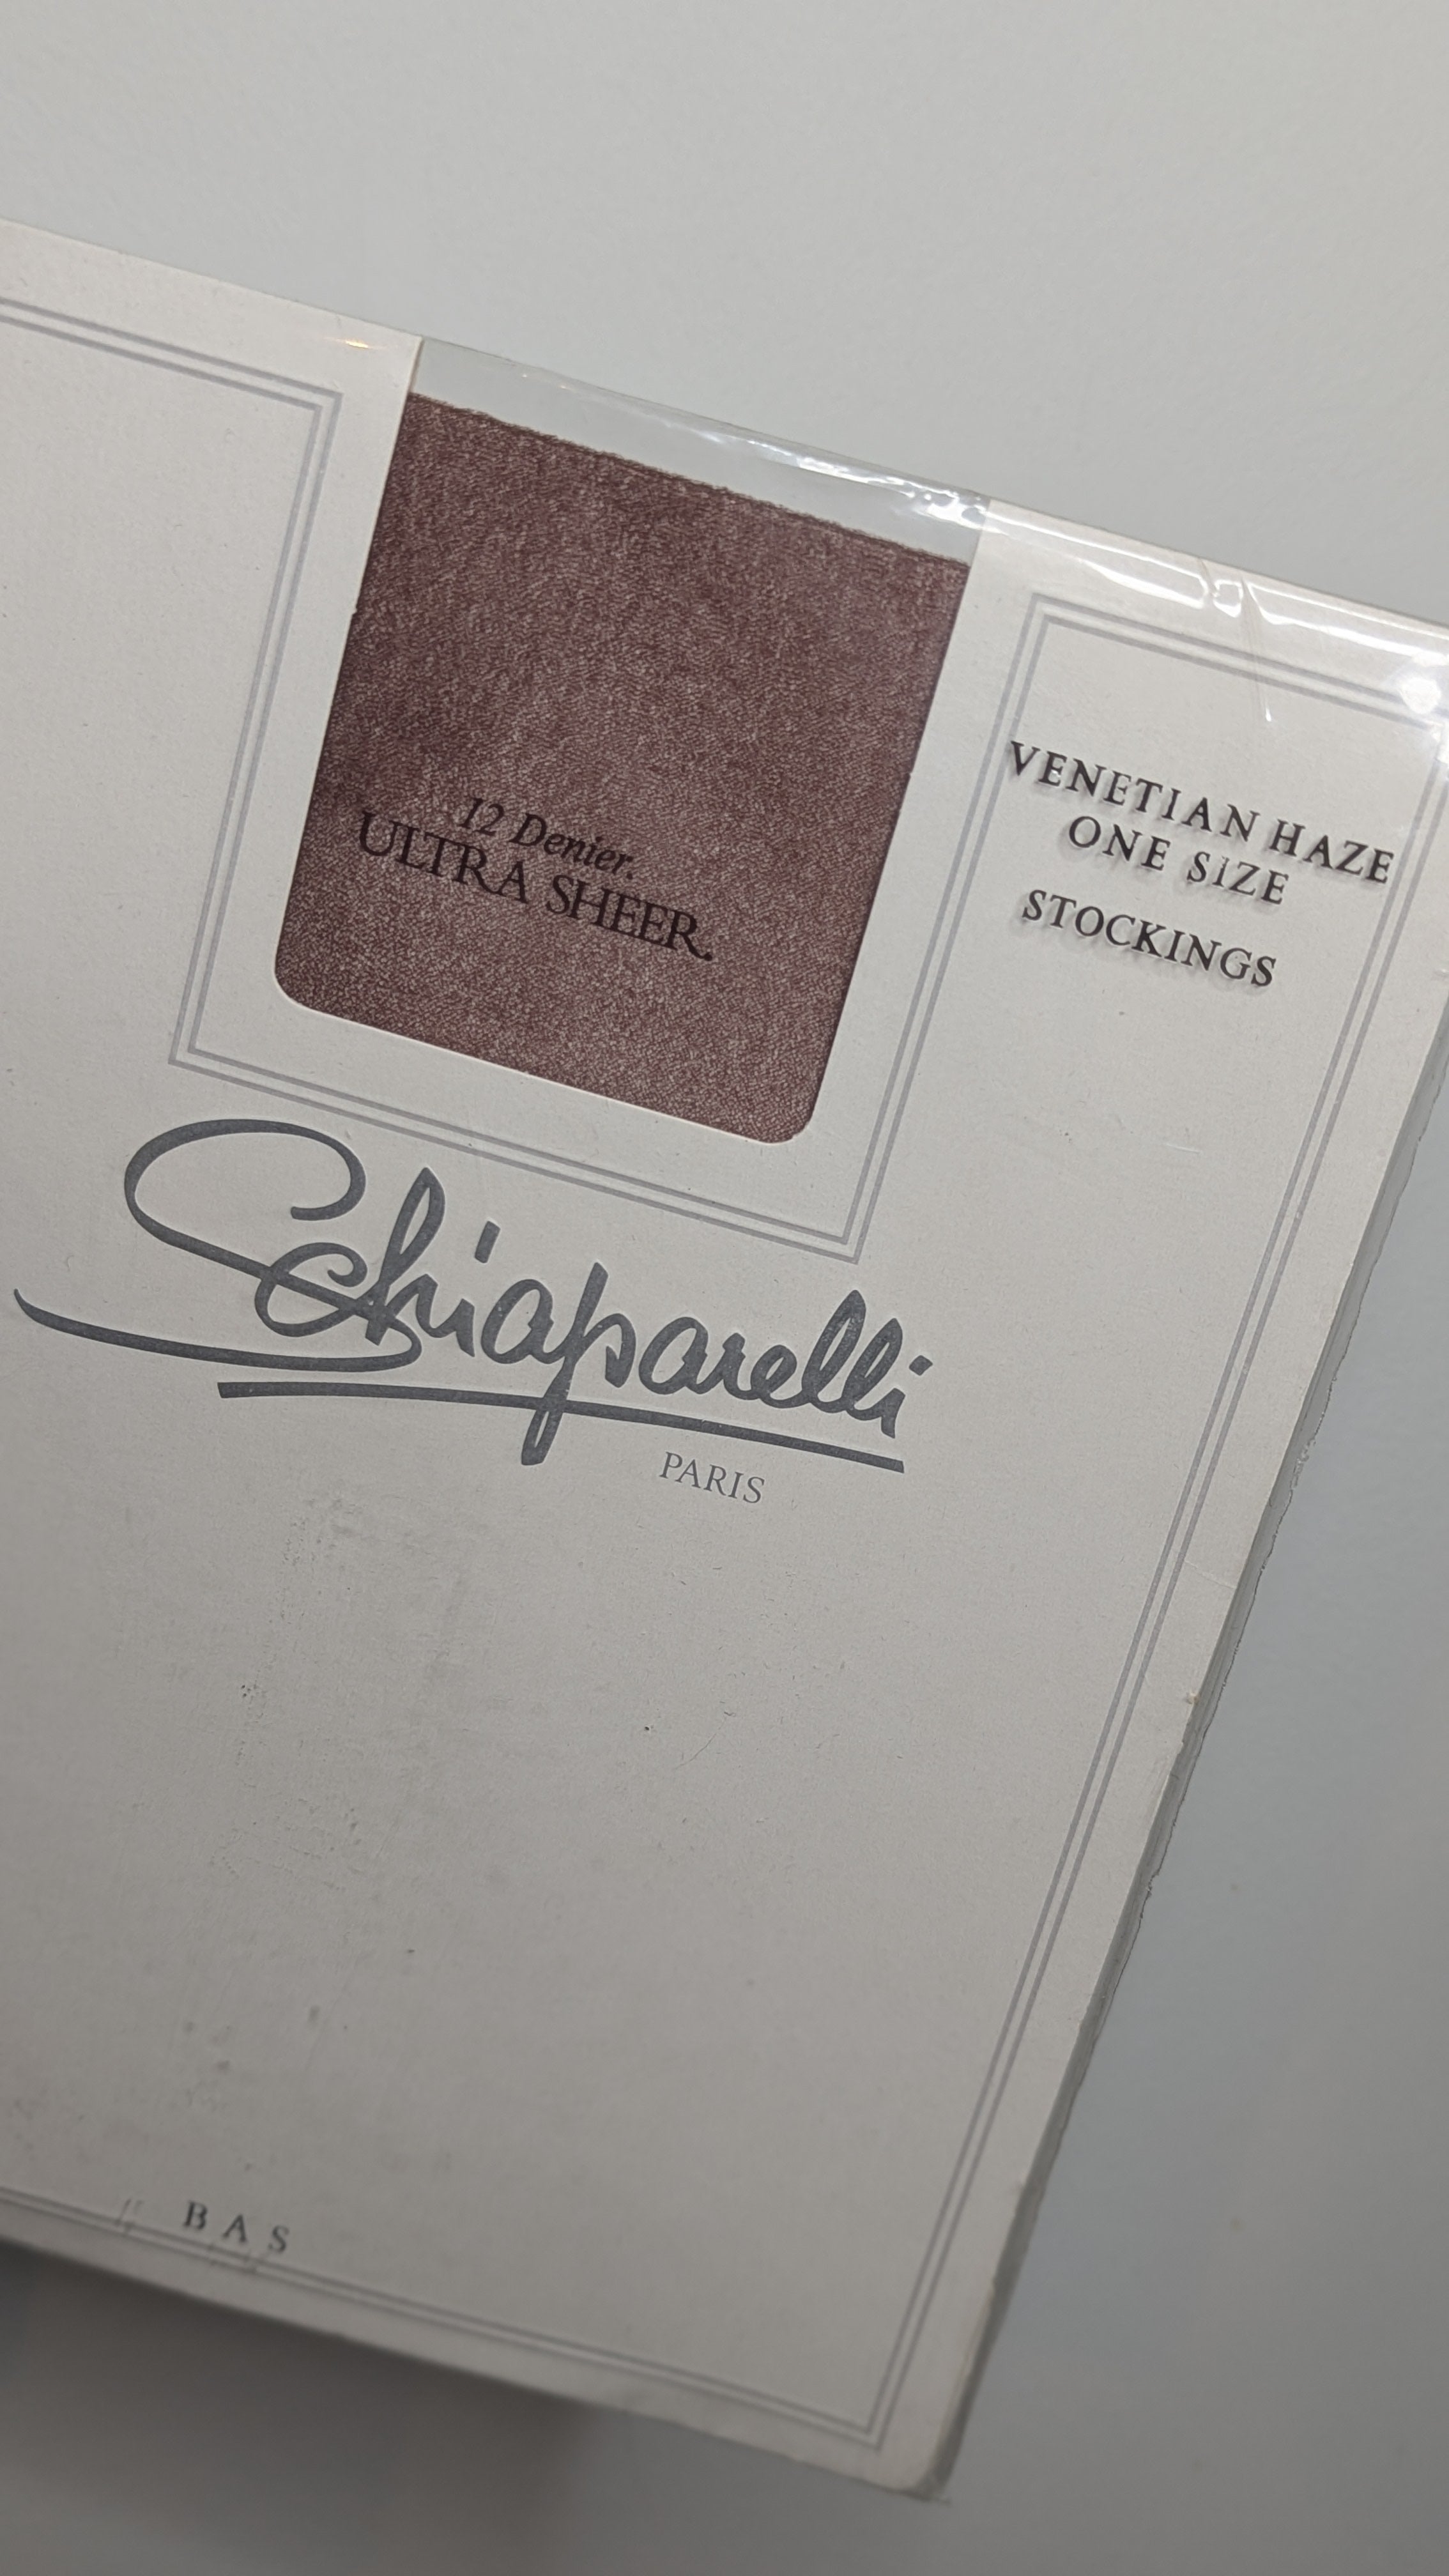 12 Denier.
ULTRA SHEER.
VENETIAN HAZE
ONE SIZE
STOCKINGS
Schiaparelli
PARIS
BAS